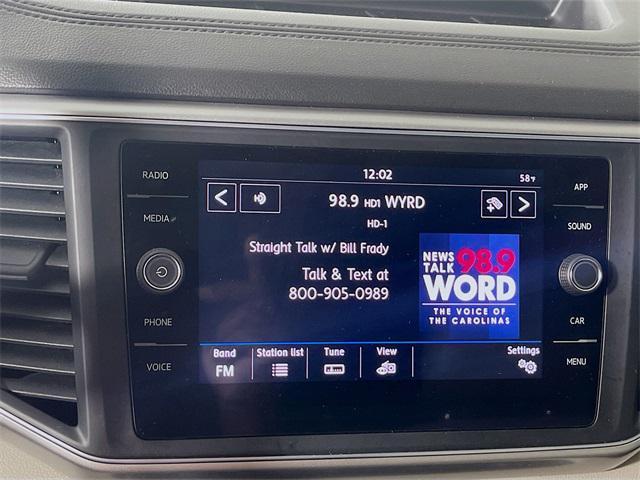 RADIO
MEDIA
PHONE
VOICE
12:02
58°F
98.9 HD1 WYRD
HD-1
Straight Talk w/ Bill Frady
Talk & Text at
800-905-0989
NEWS
TALK 98.9
WORD
THE VOICE OF
THE CAROLINAS
Band
FM
Station list
Tune
View
Settings
APP
SOUND
CAR
MENU